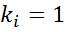 k_i = 1